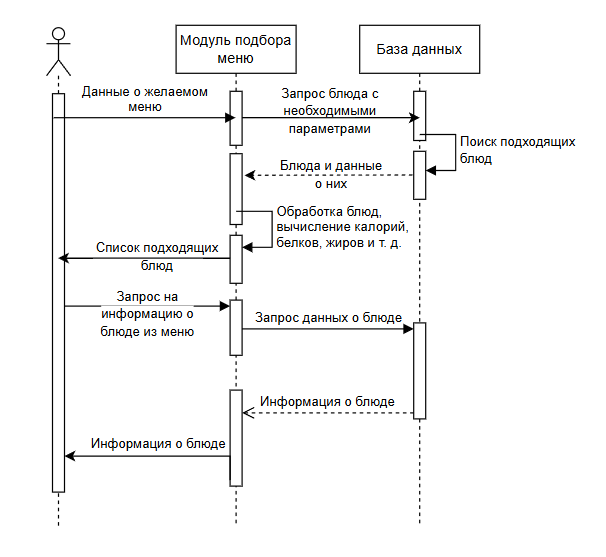 Модуль подбора
меню
База данных
Данные о желаемом
меню
Запрос блюда с
необходимыми
параметрами
Поиск подходящих
блюд
Блюда и данные
о них
Обработка блюд,
вычисление калорий,
белков, жиров и т. д.
Список подходящих
блюд
Запрос на
информацию о
блюде из меню
Запрос данных о блюде
Информация о блюде
Информация о блюде